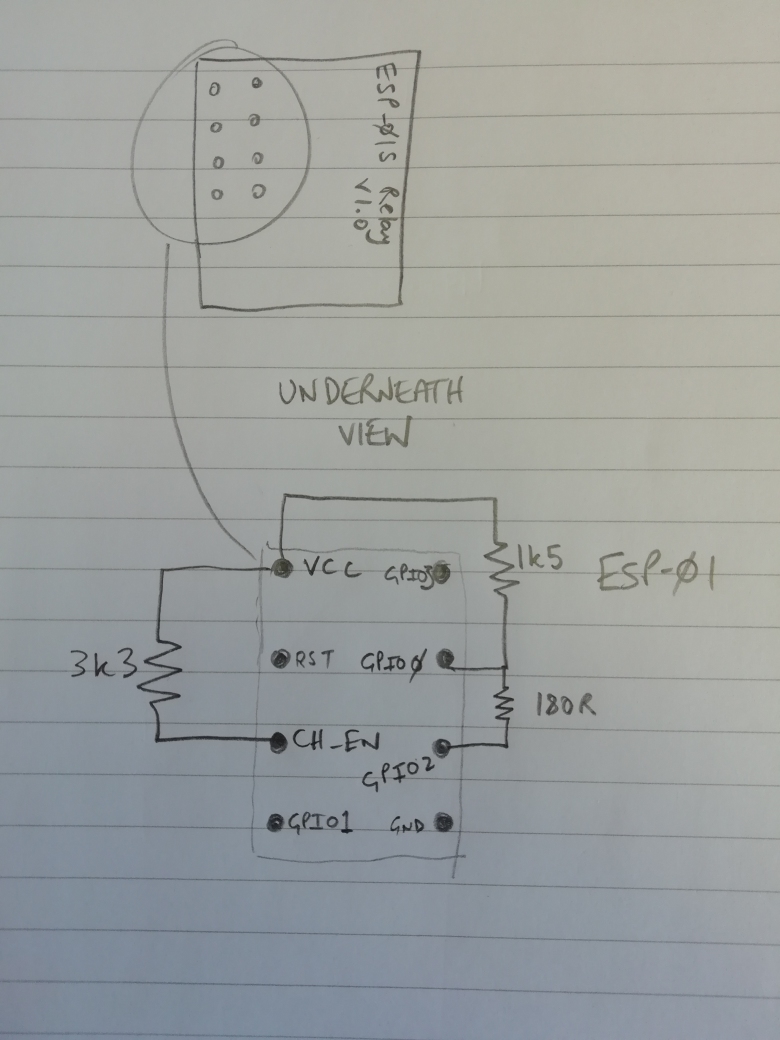 ESP-Ø1S Relay
V1.0
UNDERNEATH
VIEW
VCC GPIO3 1k5 ESP-Ø1
3k3 RST GPIOØ
180R
CH_EN
GPIO2
GPIO1 GND